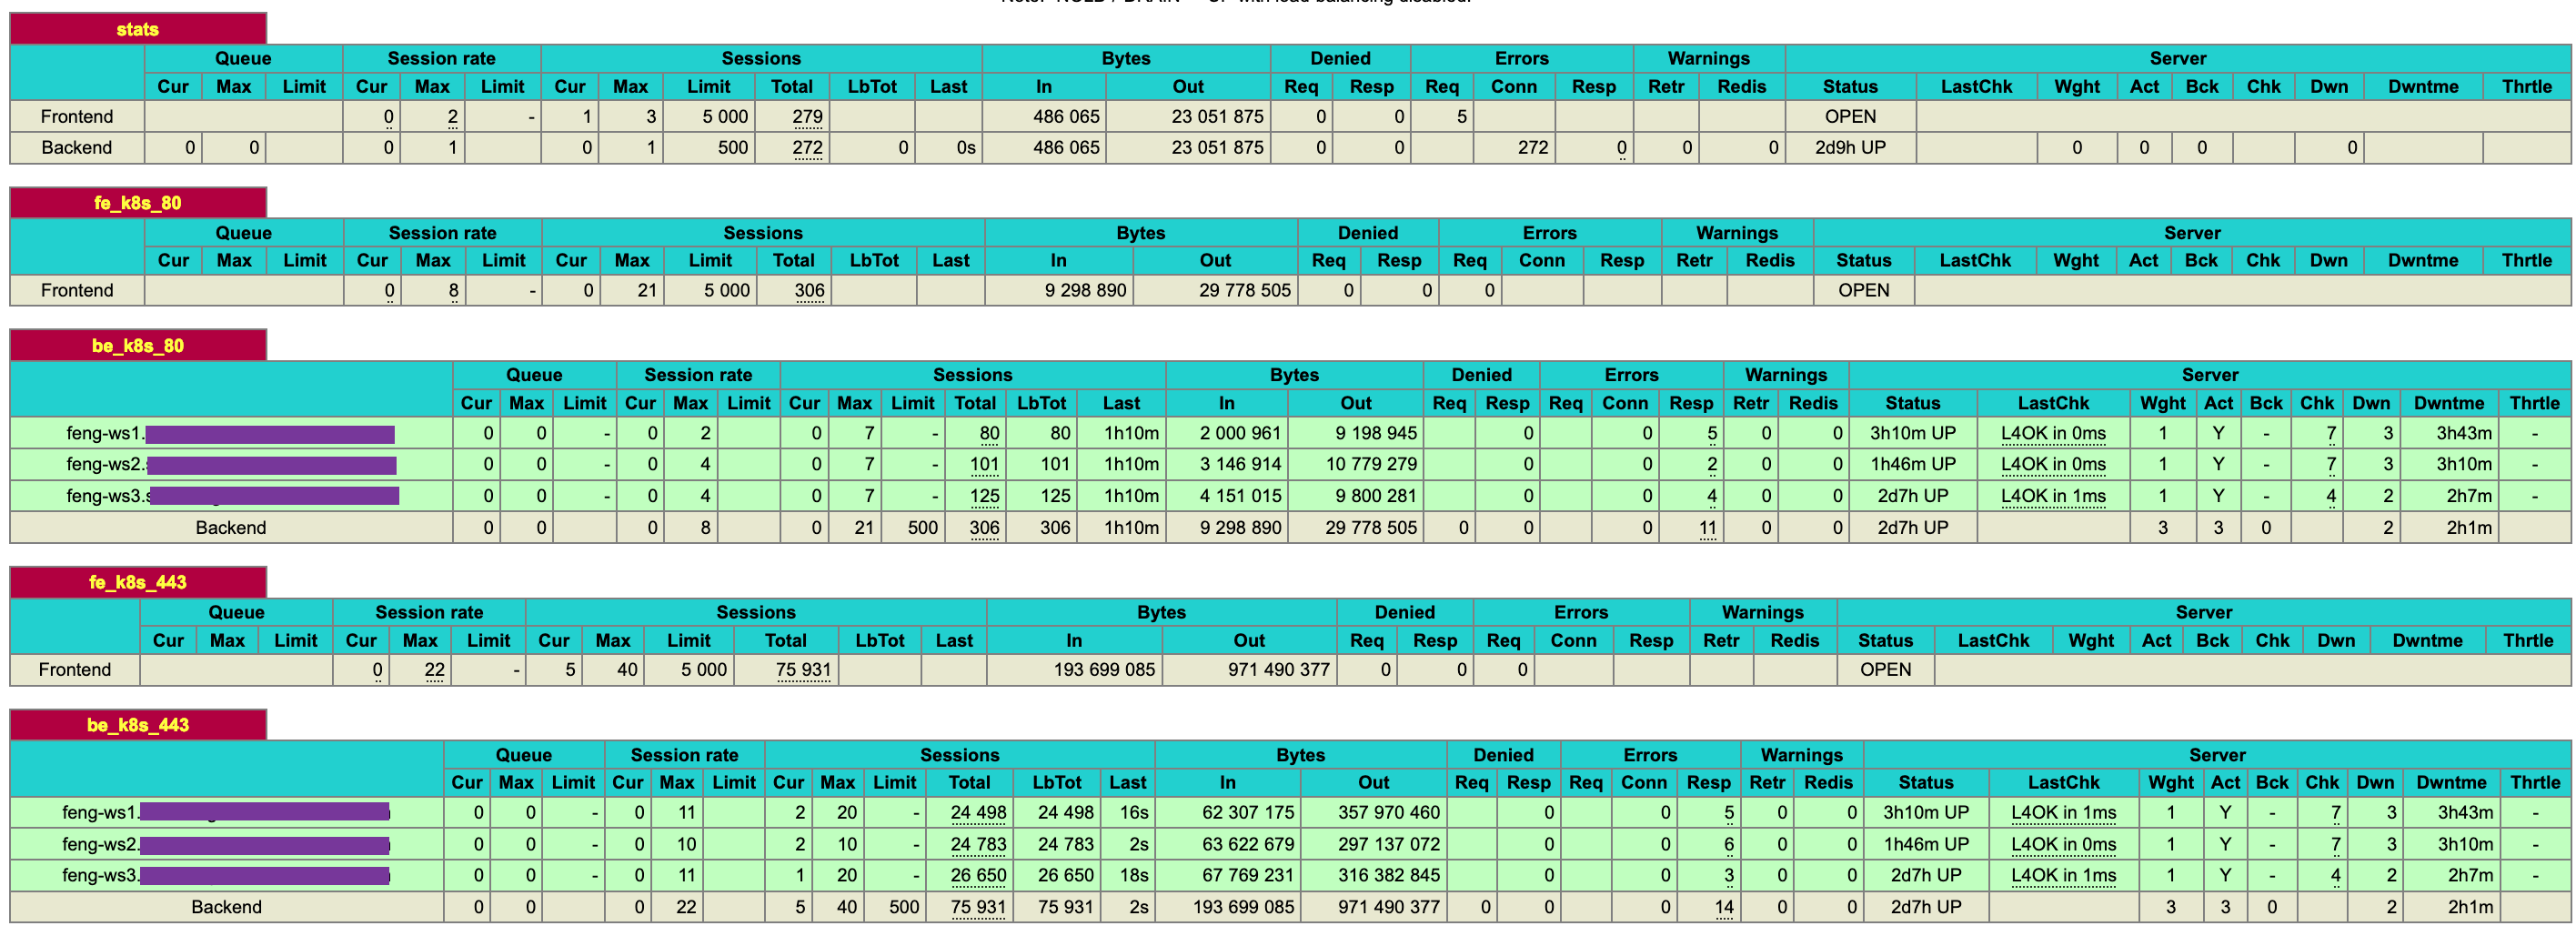 stats
Queue Session rate Sessions Bytes Denied Errors Warnings Server
Cur Max Limit Cur Max Limit Cur Max Limit Total LbTot Last In Out Req Resp Req Conn Resp Retr Redis Status LastChk Wght Act Bck Chk Dwn Dwntme Thrtle
Frontend 0 2 - 1 3 5 000 279 486 065 23 051 875 0 0 5 OPEN
Backend 0 0 0 1 0 1 500 272 0 0s 486 065 23 051 875 0 0 272 0 0 0 2d9h UP 0 0 0 0
fe_k8s_80
Queue Session rate Sessions Bytes Denied Errors Warnings Server
Cur Max Limit Cur Max Limit Cur Max Limit Total LbTot Last In Out Req Resp Req Conn Resp Retr Redis Status LastChk Wght Act Bck Chk Dwn Dwntme Thrtle
Frontend 0 8 - 0 21 5 000 306 9 298 890 29 778 505 0 0 0 OPEN
be_k8s_80
Queue Session rate Sessions Bytes Denied Errors Warnings Server
Cur Max Limit Cur Max Limit Cur Max Limit Total LbTot Last In Out Req Resp Req Conn Resp Retr Redis Status LastChk Wght Act Bck Chk Dwn Dwntme Thrtle
feng-ws1. 0 0 - 0 2 0 7 - 80 80 1h10m 2 000 961 9 198 945 0 0 5 0 0 3h10m UP L4OK in 0ms 1 Y - 7 3 3h43m -
feng-ws2. 0 0 - 0 4 0 7 - 101 101 1h10m 3 146 914 10 779 279 0 0 2 0 0 1h46m UP L4OK in 0ms 1 Y - 7 3 3h10m -
feng-ws3. 0 0 - 0 4 0 7 - 125 125 1h10m 4 151 015 9 800 281 0 0 4 0 0 2d7h UP L4OK in 1ms 1 Y - 4 2 2h7m -
Backend 0 0 0 8 0 21 500 306 306 1h10m 9 298 890 29 778 505 0 0 0 11 0 0 2d7h UP 3 3 0 2 2h1m
fe_k8s_443
Queue Session rate Sessions Bytes Denied Errors Warnings Server
Cur Max Limit Cur Max Limit Cur Max Limit Total LbTot Last In Out Req Resp Req Conn Resp Retr Redis Status LastChk Wght Act Bck Chk Dwn Dwntme Thrtle
Frontend 0 22 - 5 40 5 000 75 931 193 699 085 971 490 377 0 0 0 OPEN
be_k8s_443
Queue Session rate Sessions Bytes Denied Errors Warnings Server
Cur Max Limit Cur Max Limit Cur Max Limit Total LbTot Last In Out Req Resp Req Conn Resp Retr Redis Status LastChk Wght Act Bck Chk Dwn Dwntme Thrtle
feng-ws1. 0 0 - 0 11 2 20 - 24 498 24 498 16s 62 307 175 357 970 460 0 0 5 0 0 3h10m UP L4OK in 1ms 1 Y - 7 3 3h43m -
feng-ws2. 0 0 - 0 10 2 10 - 24 783 24 783 2s 63 622 679 297 137 072 0 0 6 0 0 1h46m UP L4OK in 0ms 1 Y - 7 3 3h10m -
feng-ws3. 0 0 - 0 11 1 20 - 26 650 26 650 18s 67 769 231 316 382 845 0 0 3 0 0 2d7h UP L4OK in 1ms 1 Y - 4 2 2h7m -
Backend 0 0 0 22 5 40 500 75 931 75 931 2s 193 699 085 971 490 377 0 0 0 14 0 0 2d7h UP 3 3 0 2 2h1m